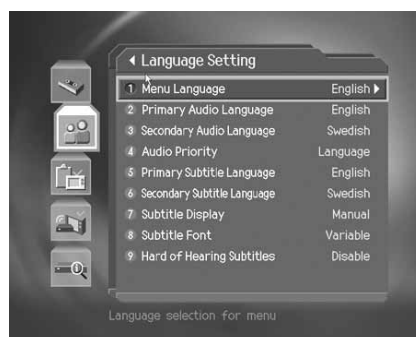 Language Setting
1 Menu Language English
2 Primary Audio Language English
3 Secondary Audio Language Swedish
4 Audio Priority Language
5 Primary Subtitle Language English
6 Secondary Subtitle Language Swedish
7 Subtitle Display Manual
8 Subtitle Font Variable
9 Hard of Hearing Subtitles Disable
Language selection for menu